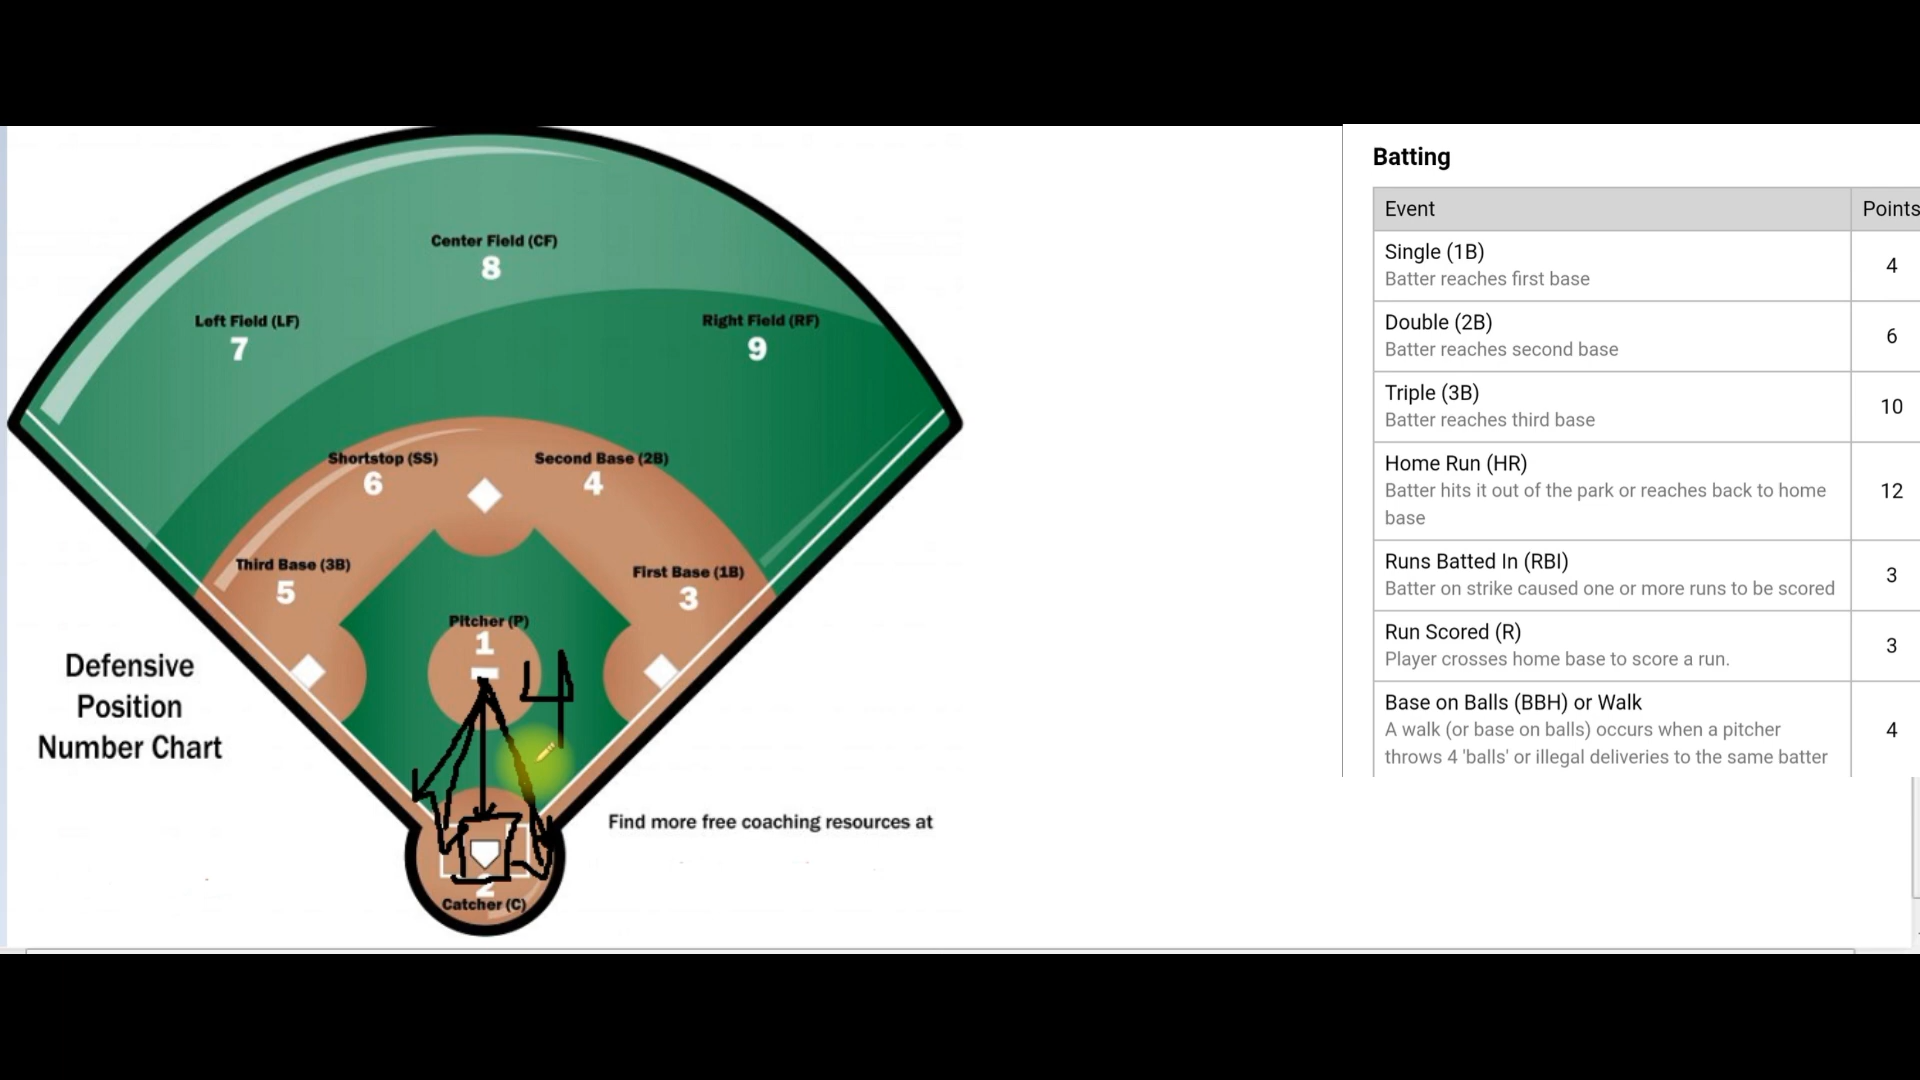 Center Field (CF)
8
Left Field (LF)
7
Right Field (RF)
9
Shortstop (SS)
6
Second Base (2B)
4
Third Base (3B)
5
First Base (1B)
3
Pitcher (P)
1
4
2
Catcher (C)
Defensive
Position
Number Chart
Find more free coaching resources at
Batting
Event Points
Single (1B)
Batter reaches first base
4
Double (2B)
Batter reaches second base
6
Triple (3B)
Batter reaches third base
10
Home Run (HR)
Batter hits it out of the park or reaches back to home
base
12
Runs Batted In (RBI)
Batter on strike caused one or more runs to be scored
3
Run Scored (R)
Player crosses home base to score a run.
3
Base on Balls (BBH) or Walk
A walk (or base on balls) occurs when a pitcher
throws 4 'balls' or illegal deliveries to the same batter
4